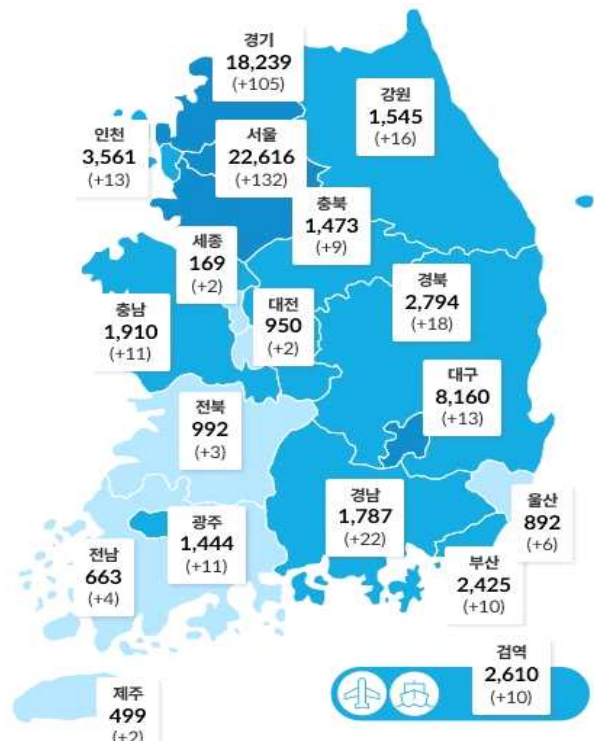 경기
18,239
(+105)
강원
1,545
(+16)
인천
3,561
(+13)
서울
22,616
(+132)
충북
1,473
(+9)
세종
169
(+2)
대전
950
(+2)
경북
2,794
(+18)
충남
1,910
(+11)
대구
8,160
(+13)
전북
992
(+3)
경남
1,787
(+22)
울산
892
(+6)
광주
1,444
(+11)
전남
663
(+4)
부산
2,425
(+10)
검역
2,610
(+10)
제주
499
(+2)